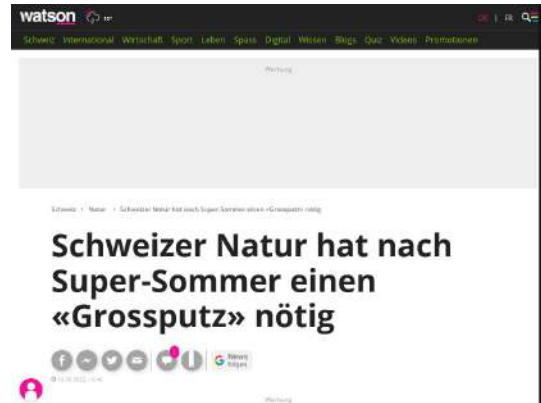 watson
DE | FR
Schweiz International Wirtschaft Sport Leben Spass Digital Wissen Blogs Quiz Videos Promotionen
Werbung
Schweiz › Natur › Schweizer Natur hat nach Super-Sommer einen «Grossputz» nötig
Schweizer Natur hat nach
Super-Sommer einen
«Grossputz» nötig
News
folgen
Werbung